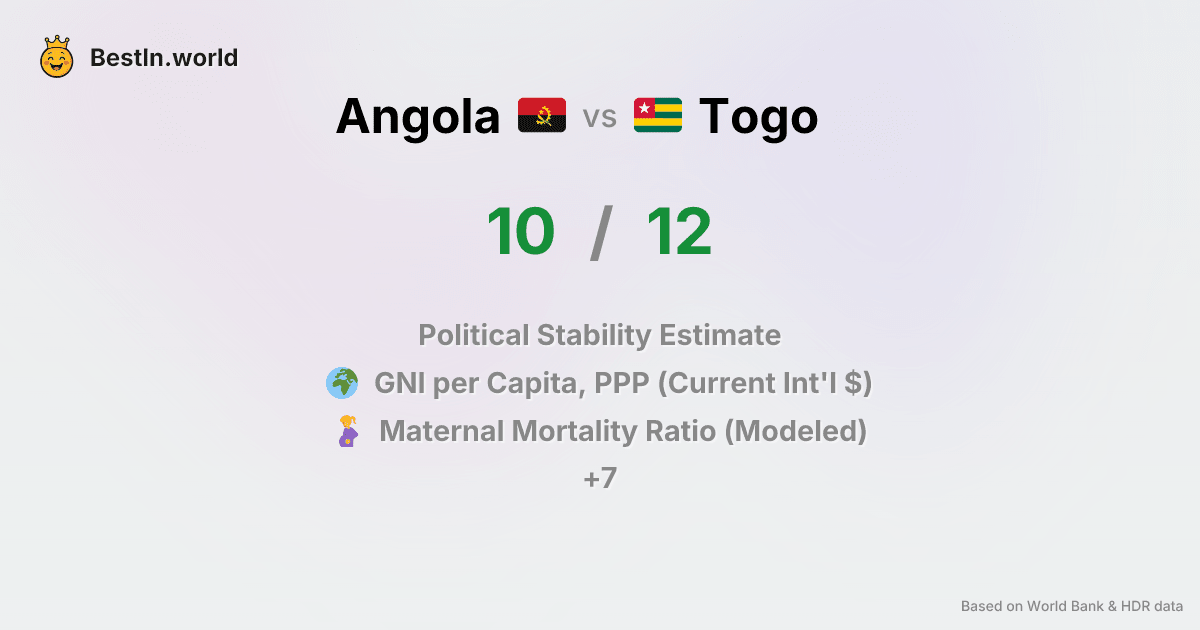 BestIn.world
Angola vs Togo
10 / 12
Political Stability Estimate
GNI per Capita, PPP (Current Int'l $)
Maternal Mortality Ratio (Modeled)
+7
Based on World Bank & HDR data